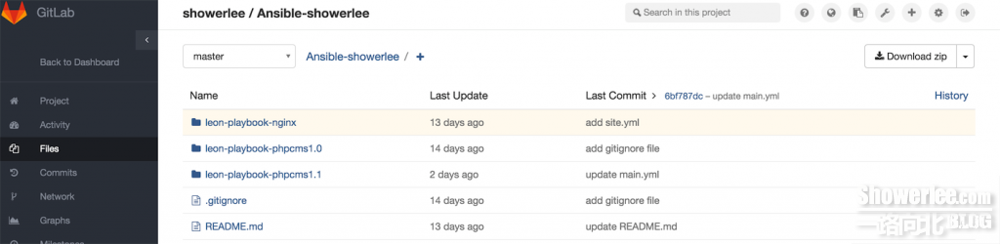 GitLab
showerlee / Ansible-showerlee
Search in this project
Back to Dashboard
master
Ansible-showerlee / +
Download zip
Project
Activity
Files
Commits
Network
Graphs
Name Last Update Last Commit > 6bf787dc – update main.yml History
leon-playbook-nginx 13 days ago add site.yml
leon-playbook-phpcms1.0 14 days ago add gitignore file
leon-playbook-phpcms1.1 2 days ago update main.yml
.gitignore 14 days ago add gitignore file
README.md 13 days ago update README.md
Showerlee.com
一路向北 BLOG